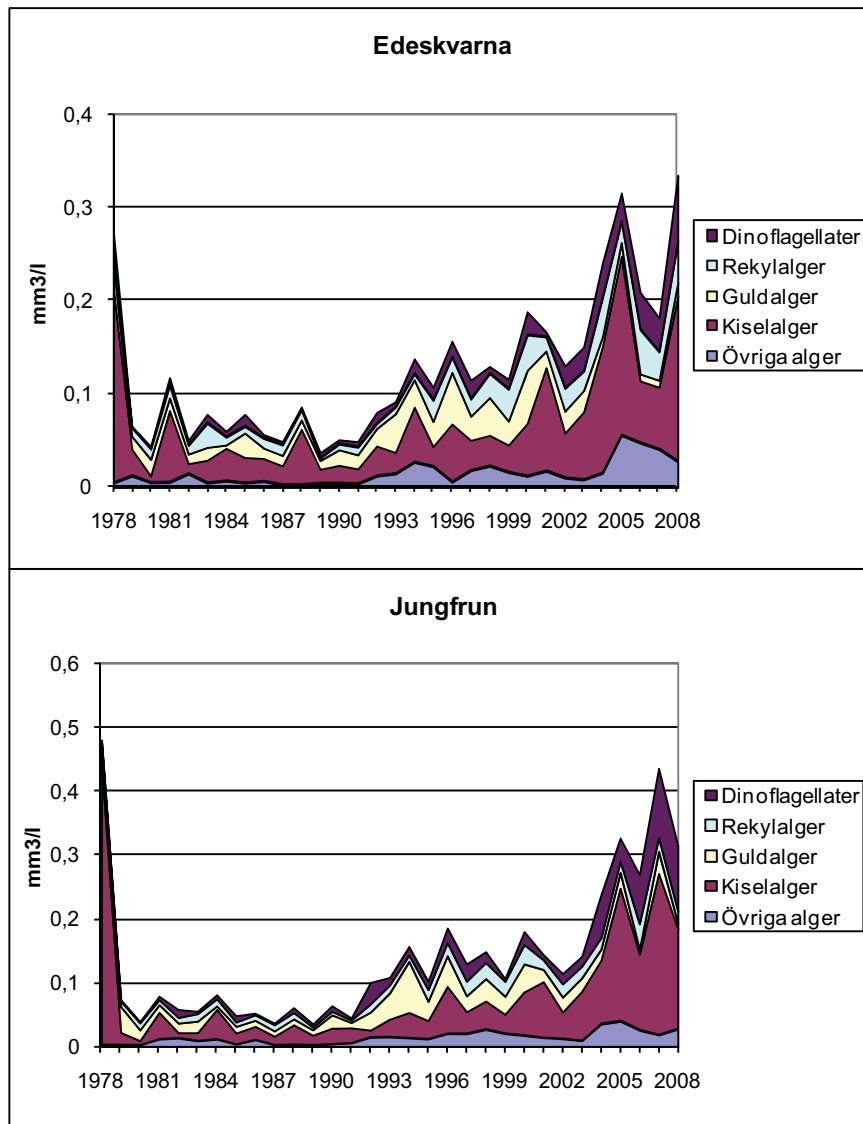 Edeskvarna
0,4
0,3
0,2
0,1
0
mm3/l
1978 1981 1984 1987 1990 1993 1996 1999 2002 2005 2008
Dinoflagellater
Rekylalger
Guldalger
Kiselalger
Övriga alger
Jungfrun
0,6
0,5
0,4
0,3
0,2
0,1
0
mm3/l
1978 1981 1984 1987 1990 1993 1996 1999 2002 2005 2008
Dinoflagellater
Rekylalger
Guldalger
Kiselalger
Övriga alger